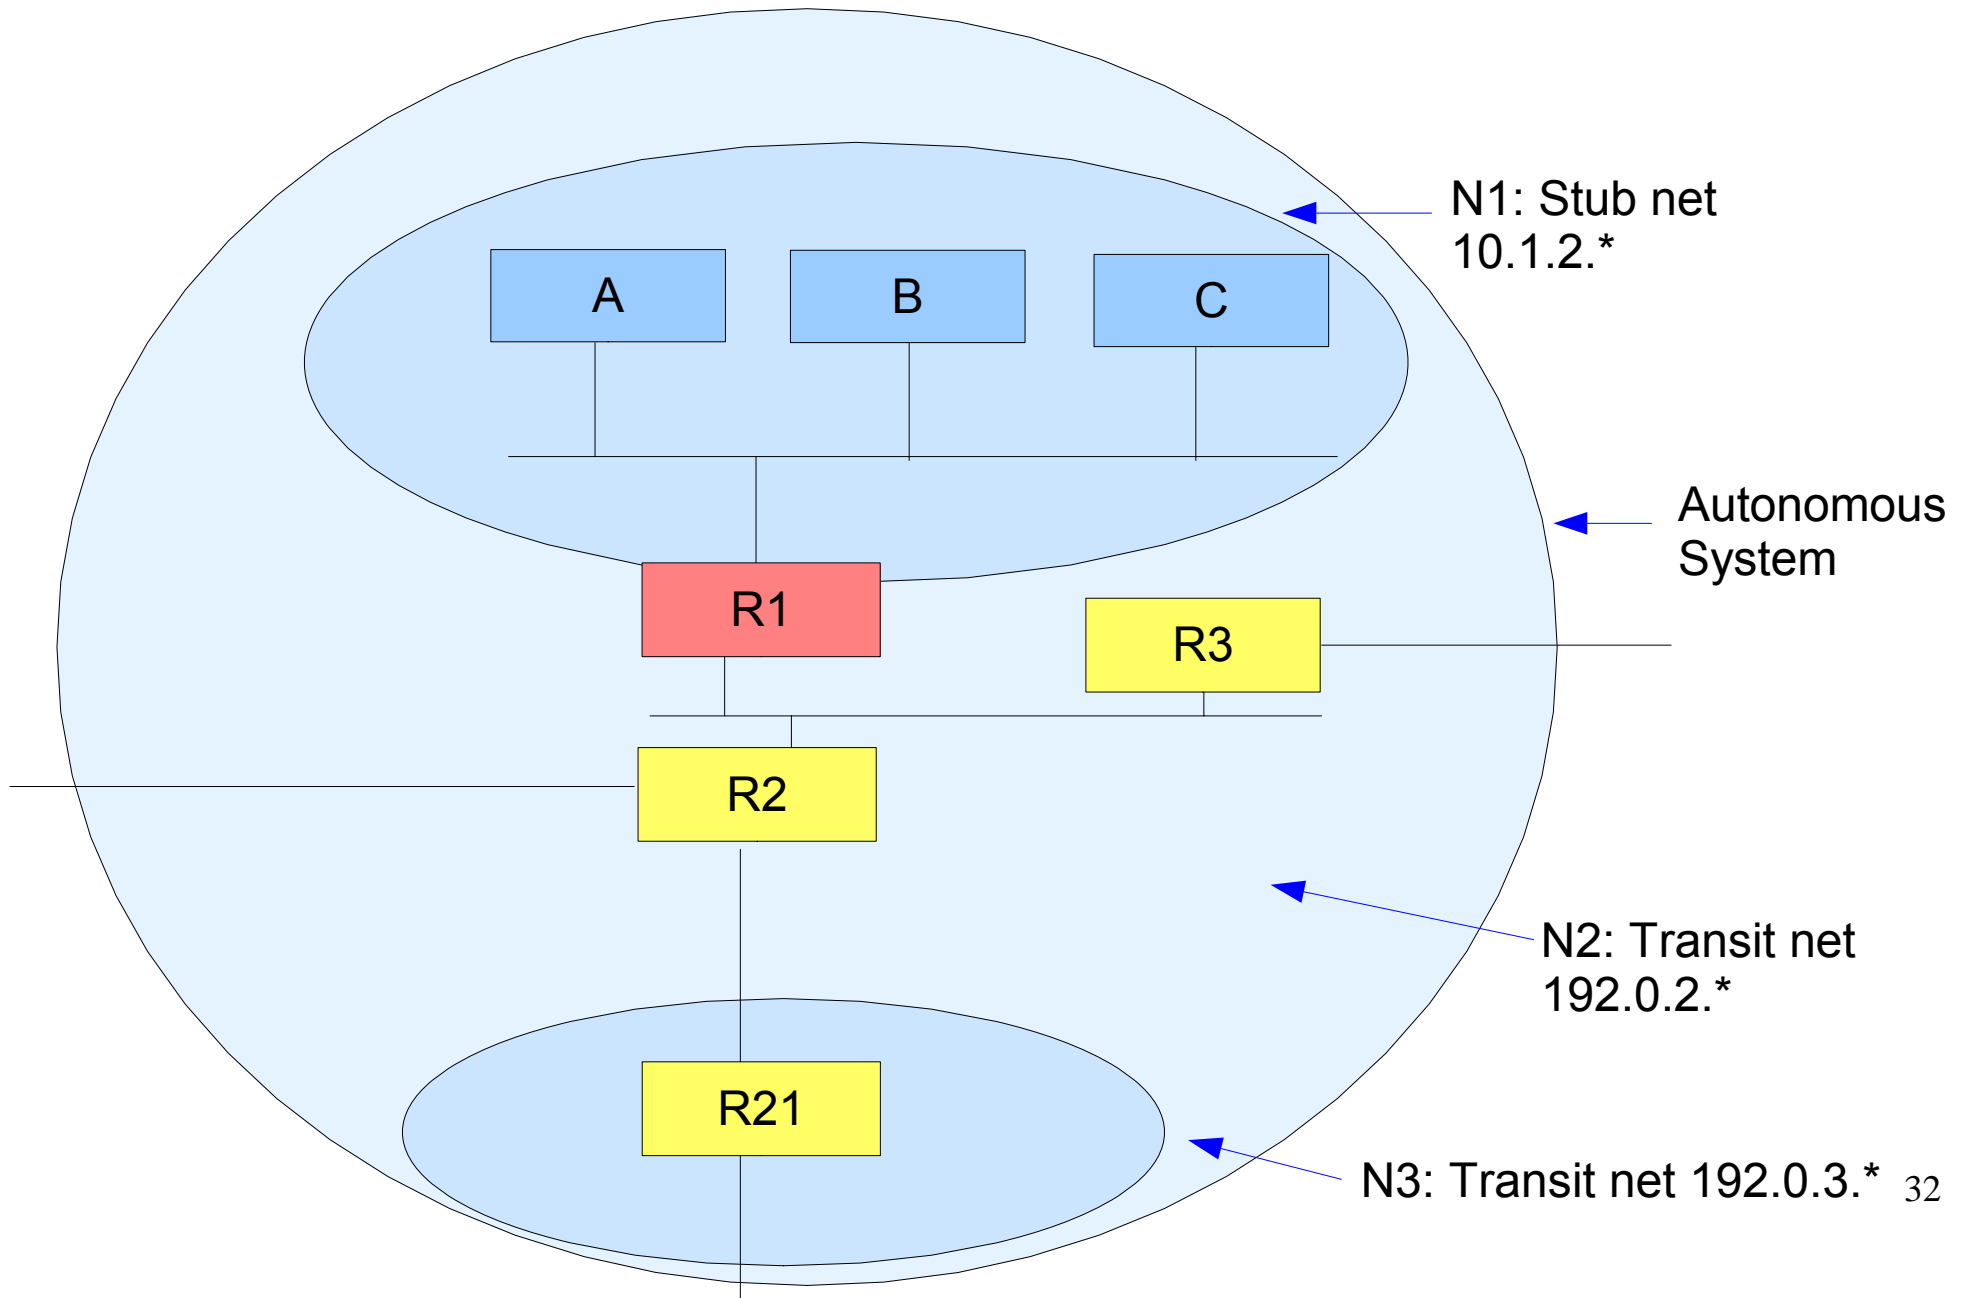 N1: Stub net
10.1.2.*
A
B
C
Autonomous
System
R1
R3
R2
N2: Transit net
192.0.2.*
R21
N3: Transit net 192.0.3.*
32